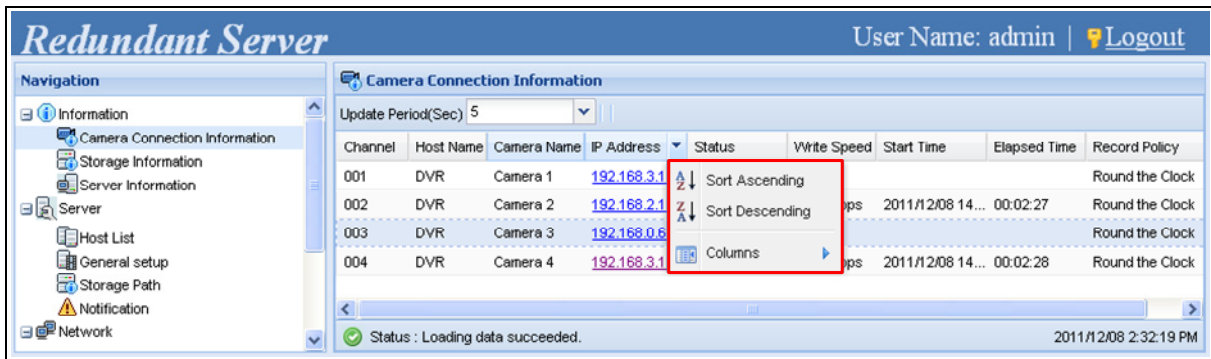 Redundant Server
User Name: admin | Logout
Navigation
Information
Camera Connection Information
Storage Information
Server Information
Server
Host List
General setup
Storage Path
Notification
Network
Camera Connection Information
Update Period(Sec) 5
Channel Host Name Camera Name IP Address Status Write Speed Start Time Elapsed Time Record Policy
001 DVR Camera 1 192.168.3.1 Round the Clock
002 DVR Camera 2 192.168.2.1 2011/12/08 14... 00:02:27 Round the Clock
003 DVR Camera 3 192.168.0.6 Round the Clock
004 DVR Camera 4 192.168.3.1 2011/12/08 14... 00:02:28 Round the Clock
Sort Ascending
Sort Descending
Columns
Status : Loading data succeeded.
2011/12/08 2:32:19 PM